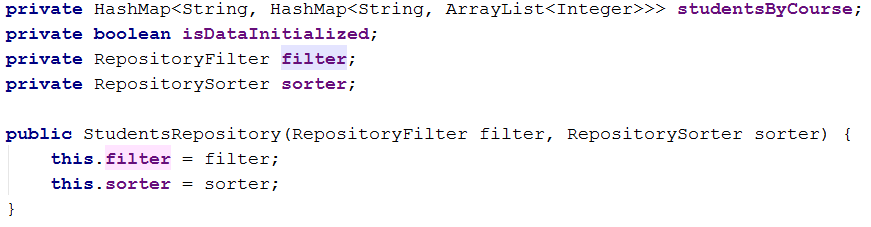 private HashMap<String, HashMap<String, ArrayList<Integer>>> studentsByCourse;
private boolean isDataInitialized;
private RepositoryFilter filter;
private RepositorySorter sorter;
public StudentsRepository(RepositoryFilter filter, RepositorySorter sorter) {
    this.filter = filter;
    this.sorter = sorter;
}